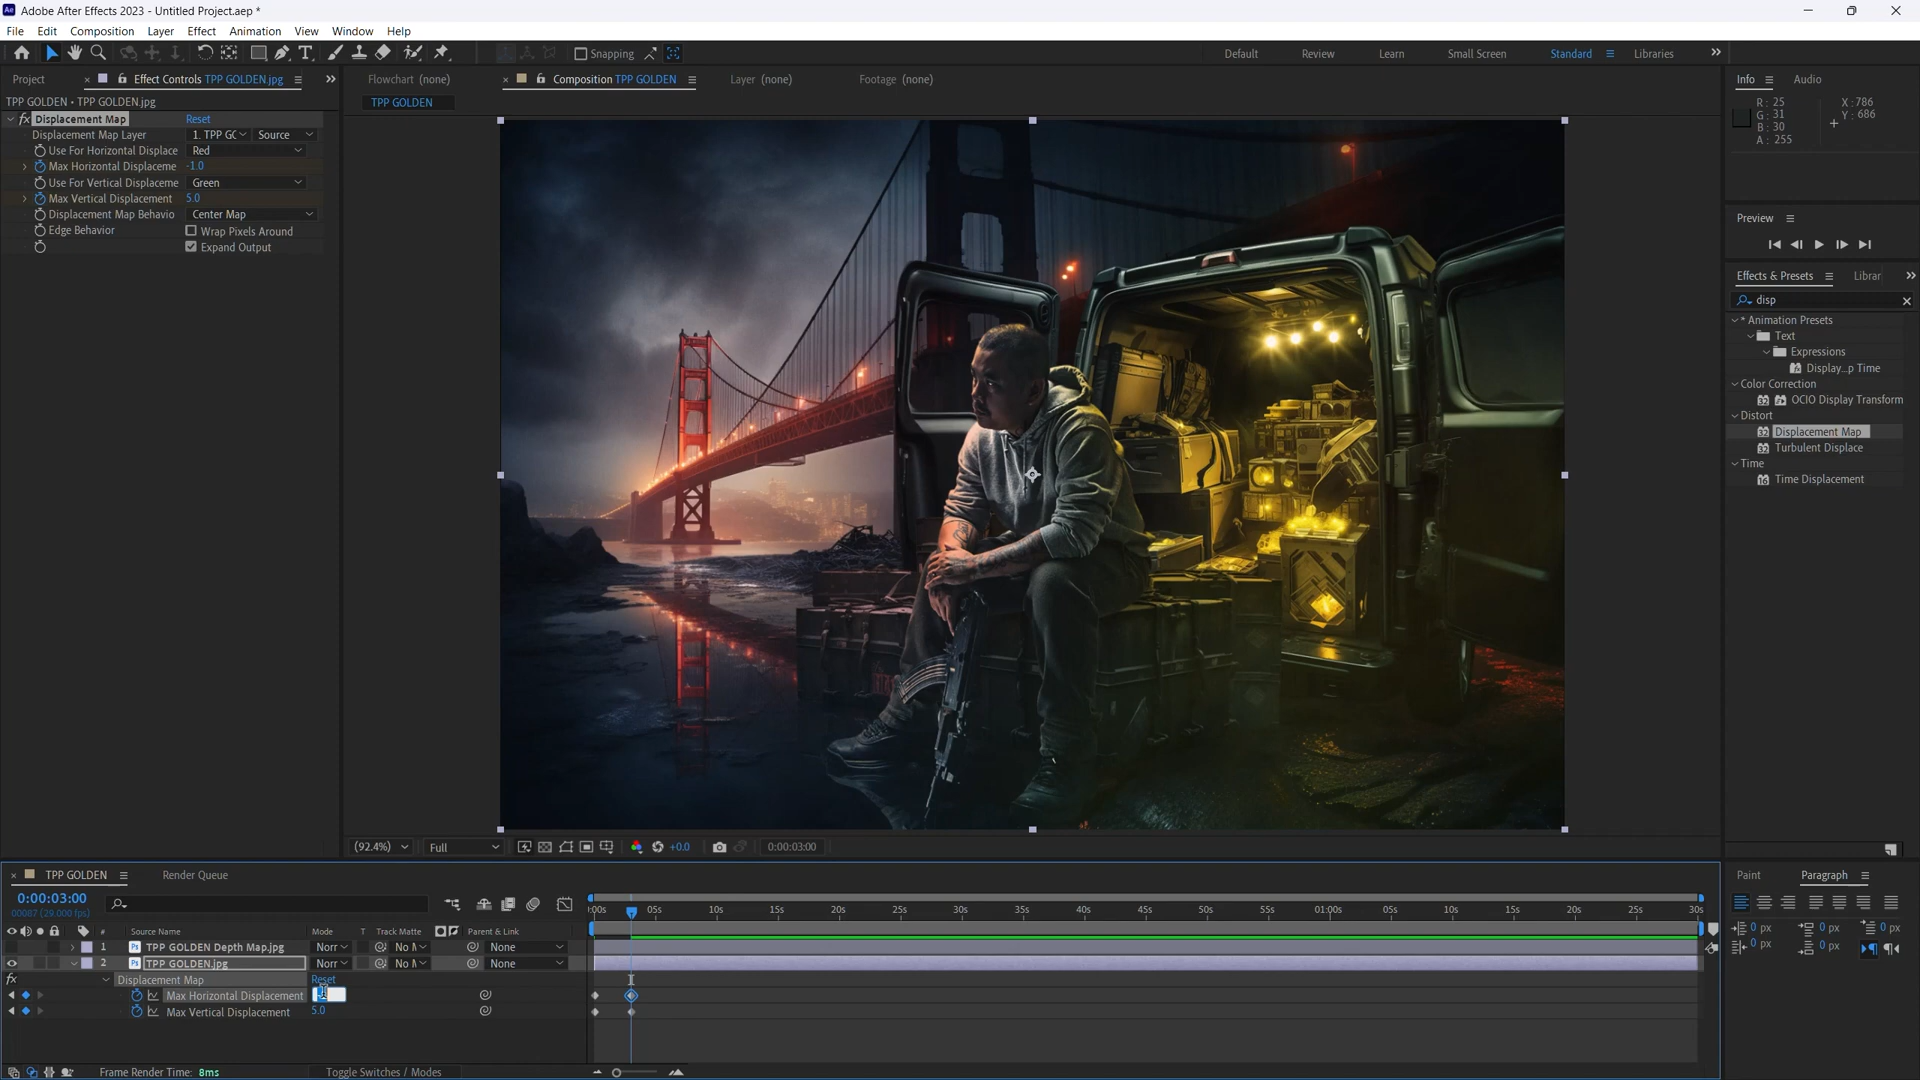 Adobe After Effects 2023 - Untitled Project.aep *
File Edit Composition Layer Effect Animation View Window Help
Snapping
Default Review Learn Small Screen Standard Libraries
Project
Effect Controls TPP GOLDEN.jpg
Flowchart (none)
Composition TPP GOLDEN
Layer (none)
Footage (none)
TPP GOLDEN • TPP GOLDEN.jpg
TPP GOLDEN
fx Displacement Map Reset
Displacement Map Layer 1. TPP GC Source
Use For Horizontal Displace Red
Max Horizontal Displaceme -1.0
Use For Vertical Displaceme Green
Max Vertical Displacement 5.0
Displacement Map Behavio Center Map
Edge Behavior Wrap Pixels Around
Expand Output
Info Audio
R: 25 X: 786
G: 31 Y: 686
B: 30
A: 255
Preview
Effects & Presets Librar
disp
* Animation Presets
Text
Expressions
Display...p Time
Color Correction
OCIO Display Transform
Distort
Displacement Map
Turbulent Displace
Time
Time Displacement
(92.4%) Full +0.0 0:00:03:00
TPP GOLDEN Render Queue
0:00:03:00
00087 (29.000 fps)
:00s 05s 10s 15s 20s 25s 30s 35s 40s 45s 50s 55s 01:00s 05s 10s 15s 20s 25s 30s
# Source Name Mode T Track Matte Parent & Link
1 TPP GOLDEN Depth Map.jpg Norr No M None
2 TPP GOLDEN.jpg Norr No M None
fx Displacement Map Reset
Max Horizontal Displacement
Max Vertical Displacement 5.0
Frame Render Time: 8ms Toggle Switches / Modes
Paint Paragraph
0 px 0 px 0 px
0 px 0 px